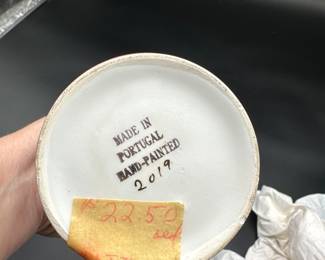 MADE IN
PORTUGAL
HAND-PAINTED
2019
22.50